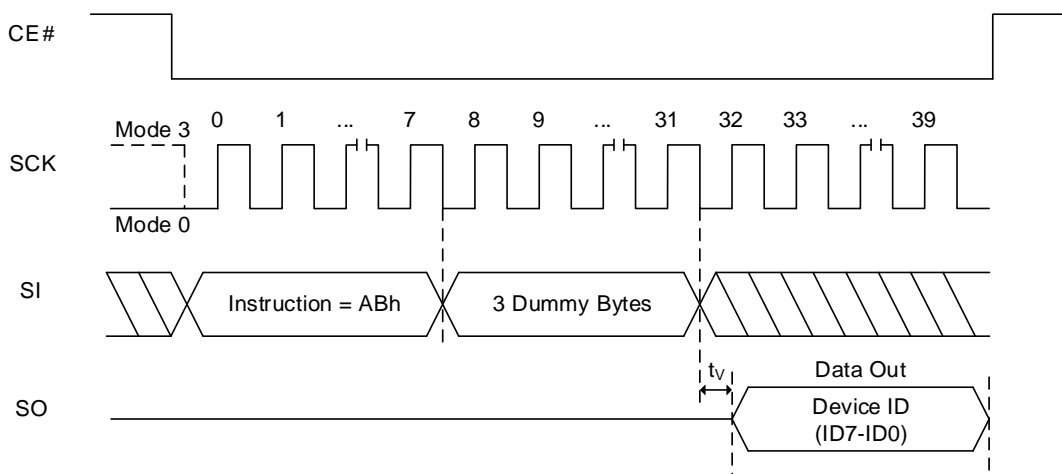 CE#
0 1 ... 7 8 9 ... 31 32 33 ... 39
Mode 3
SCK
Mode 0
SI
Instruction = ABh
3 Dummy Bytes
tV
Data Out
SO
Device ID
(ID7-ID0)